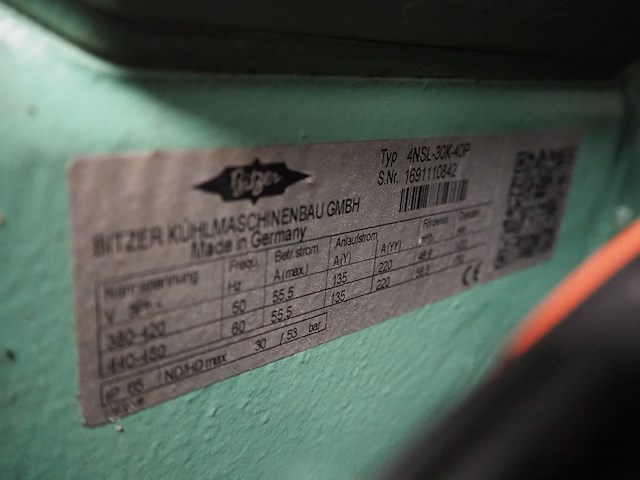 Bitzer
Typ 4NSL-30K-40P
S.Nr. 1691110842
BITZER KÜHLMASCHINENBAU GMBH
Made in Germany
Nennspannung Frequ. Betr.strom Anlaufstrom
V Hz A(max.) A(Y) A(YY)
380-420 50 55,5 135 220
440-480 60 55,5 135 220
ND/HD max. 30 / 53 bar